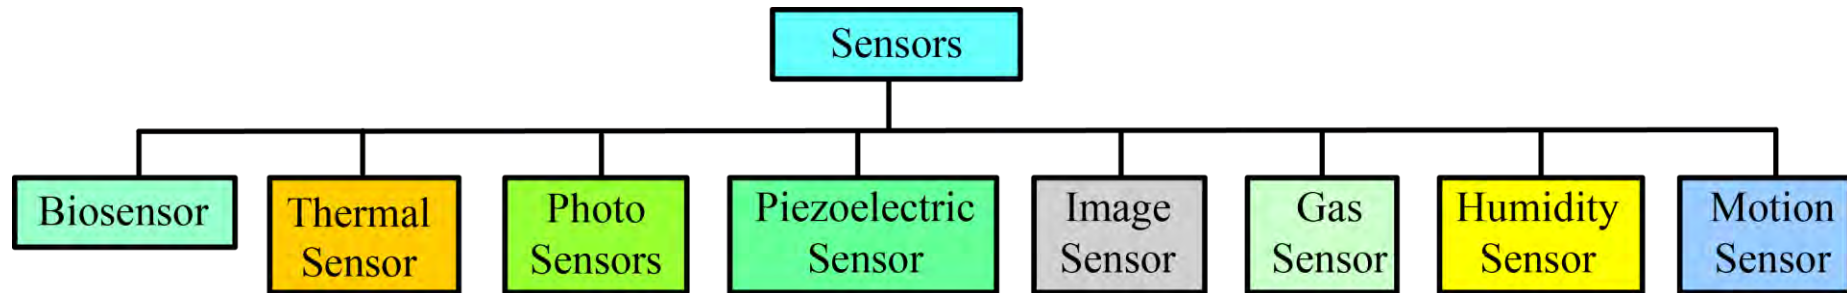 Sensors
Biosensor
Thermal
Sensor
Photo
Sensors
Piezoelectric
Sensor
Image
Sensor
Gas
Sensor
Humidity
Sensor
Motion
Sensor